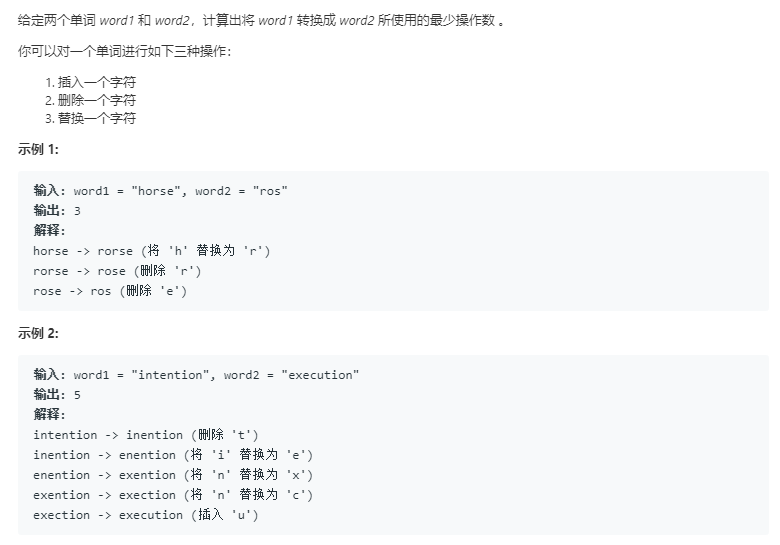 给定两个单词 word1 和 word2，计算出将 word1 转换成 word2 所使用的最少操作数 。
你可以对一个单词进行如下三种操作：
1. 插入一个字符
2. 删除一个字符
3. 替换一个字符
示例 1:
输入: word1 = "horse", word2 = "ros"
输出: 3
解释:
horse -> rorse (将 'h' 替换为 'r')
rorse -> rose (删除 'r')
rose -> ros (删除 'e')
示例 2:
输入: word1 = "intention", word2 = "execution"
输出: 5
解释:
intention -> inention (删除 't')
inention -> enention (将 'i' 替换为 'e')
enention -> exention (将 'n' 替换为 'x')
exention -> exection (将 'n' 替换为 'c')
exection -> execution (插入 'u')